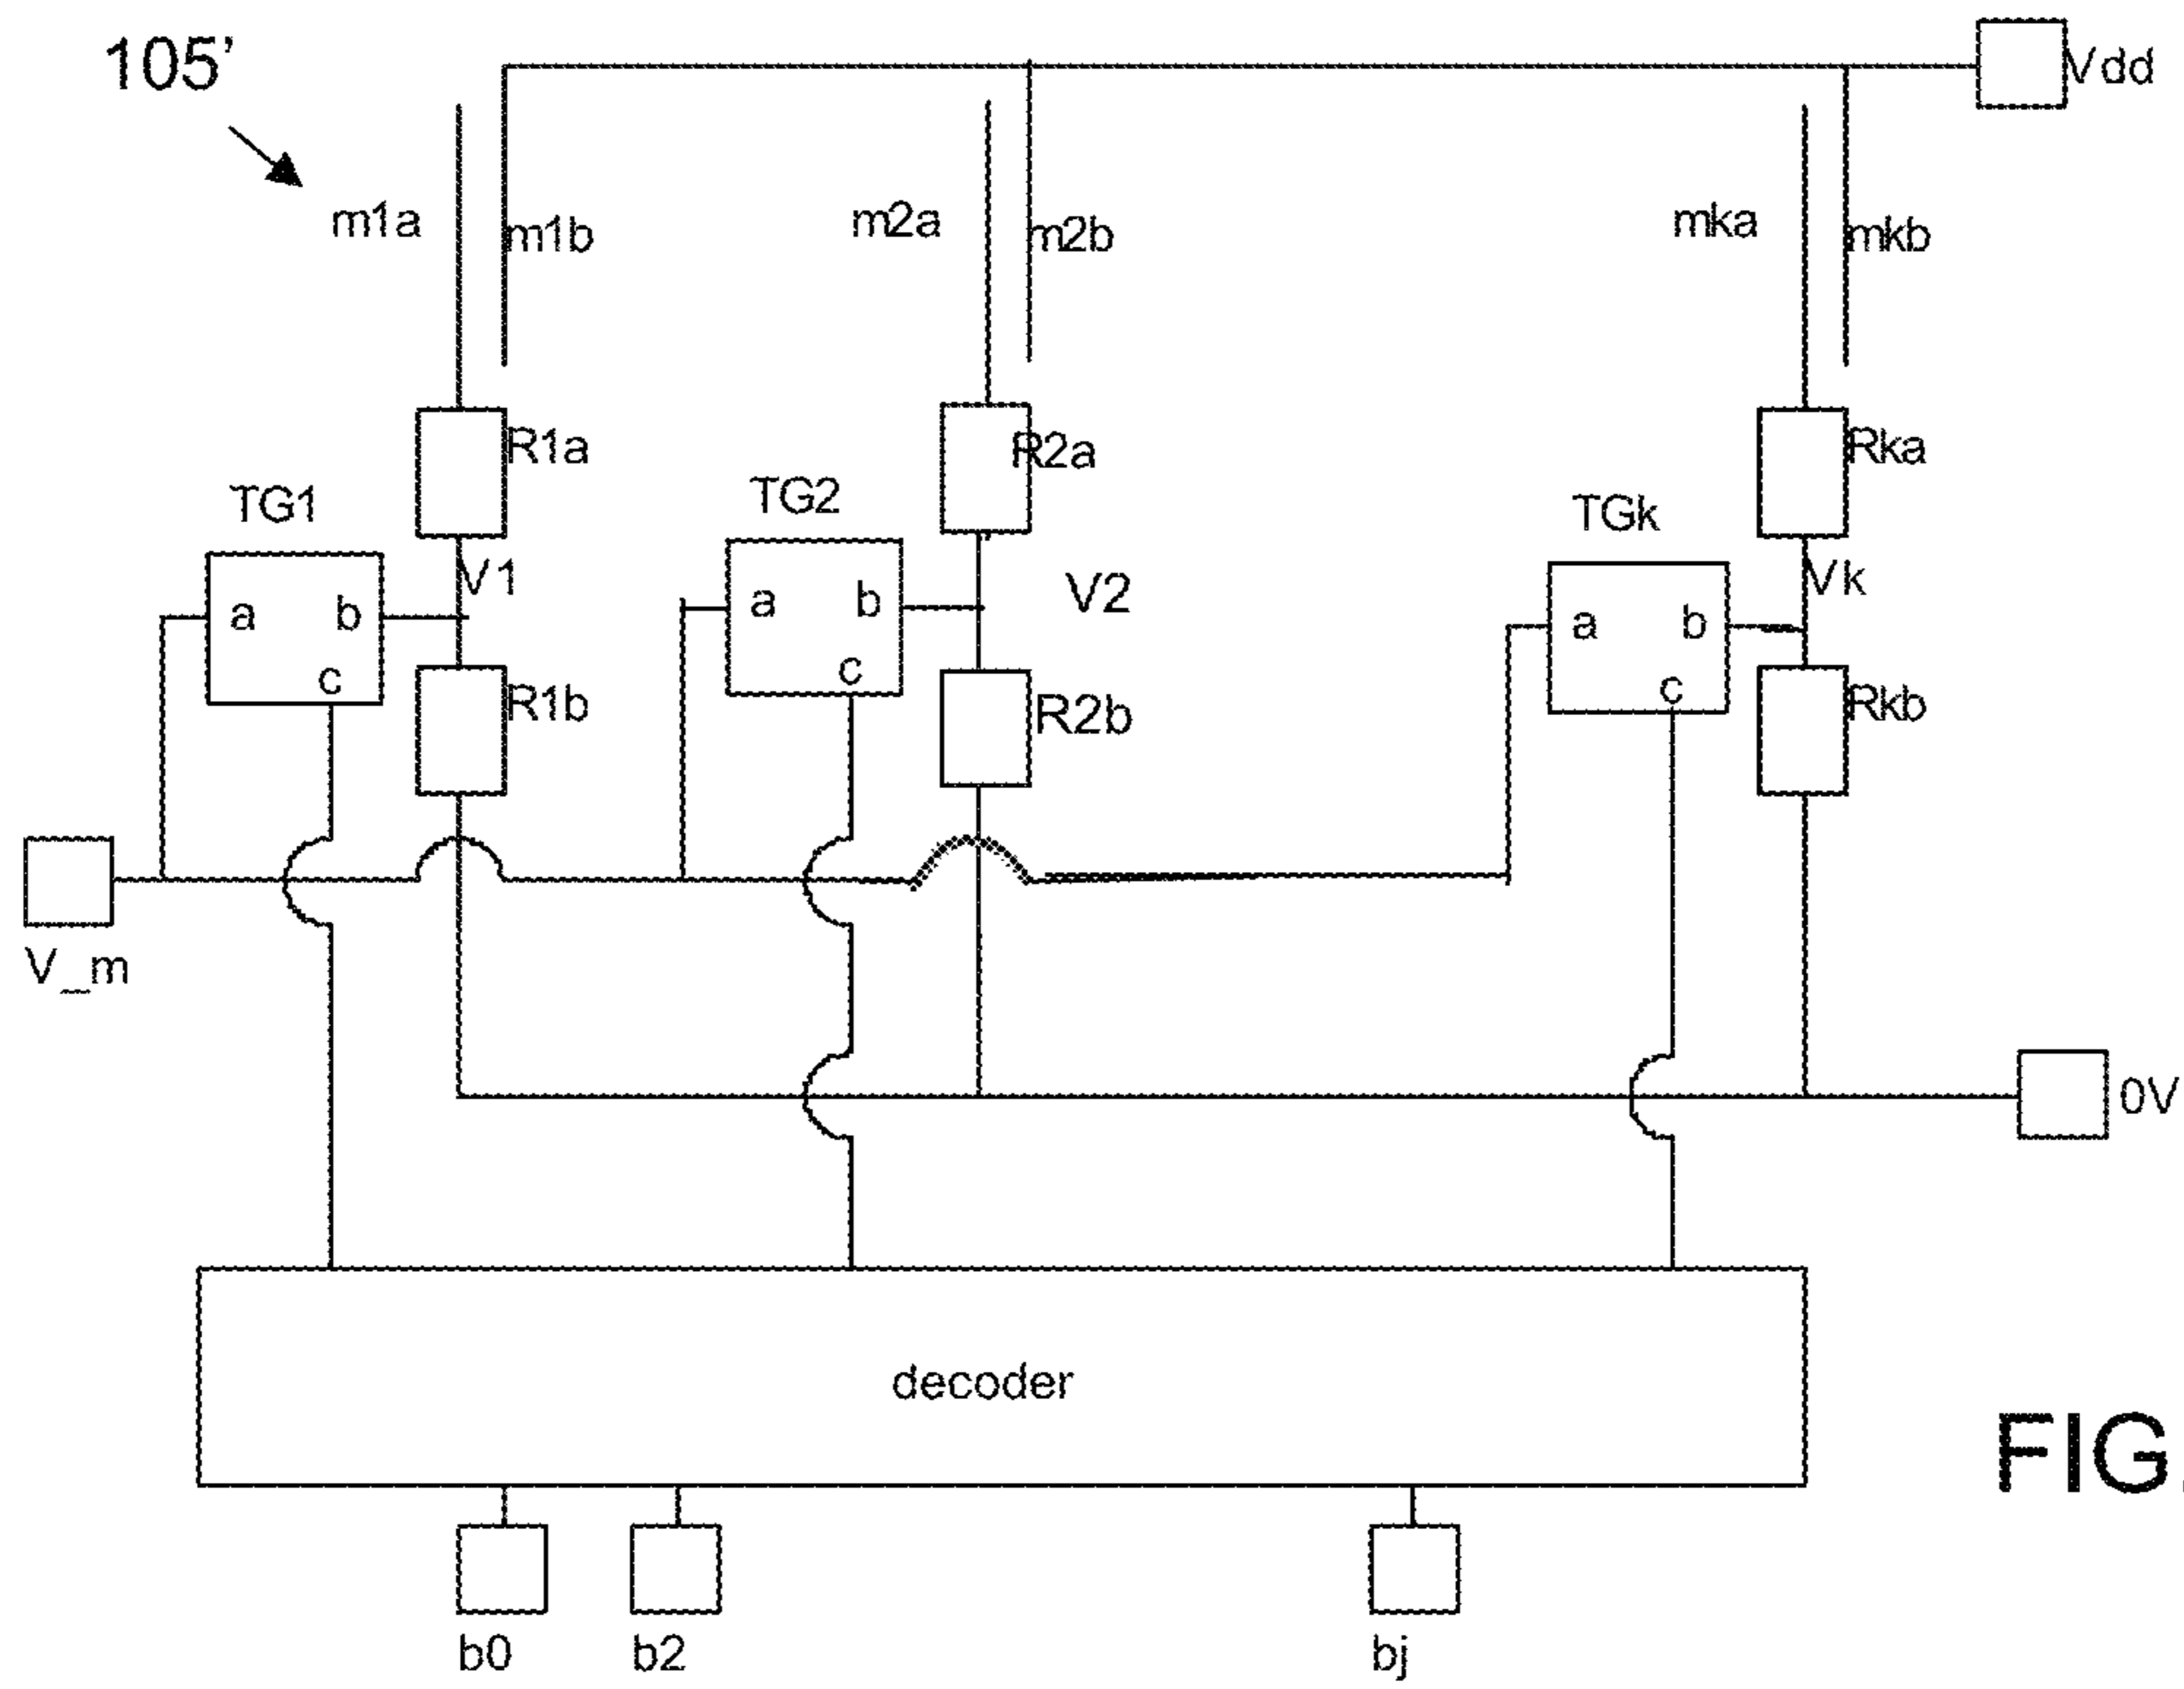 105'
Vdd
m1a
m1b
m2a
m2b
mka
mkb
R1a
R2a
Rka
TG1
TG2
TGk
V1
V2
Vk
a
b
c
a
b
c
a
b
c
R1b
R2b
Rkb
V_m
0V
decoder
FIG.
b0
b2
bj